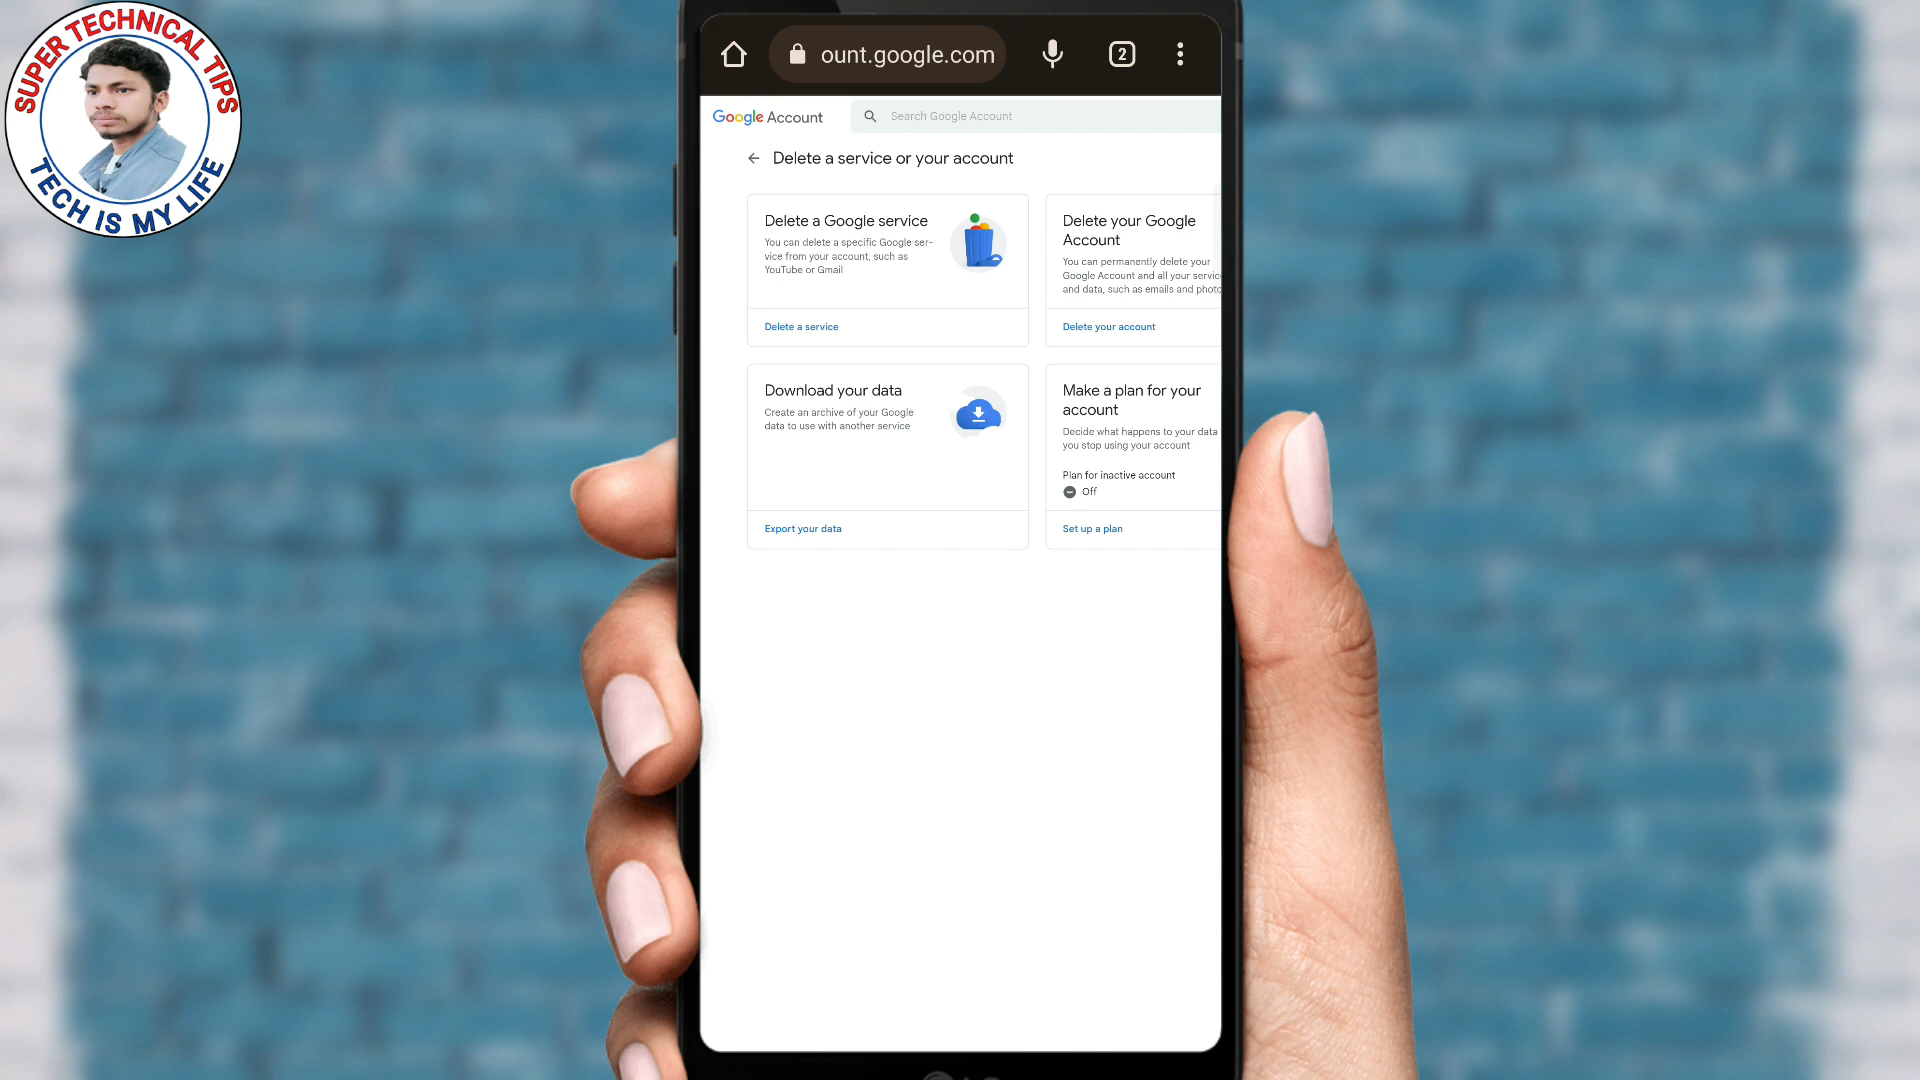 SUPER TECHNICAL TIPS
TECH IS MY LIFE
ount.google.com
2
Google Account
Search Google Account
Delete a service or your account
Delete a Google service
You can delete a specific Google ser-
vice from your account, such as
YouTube or Gmail
Delete a service
Delete your Google
Account
You can permanently delete your
Google Account and all your servic
and data, such as emails and photo
Delete your account
Download your data
Create an archive of your Google
data to use with another service
Export your data
Make a plan for your
account
Decide what happens to your data
you stop using your account
Plan for inactive account
Off
Set up a plan